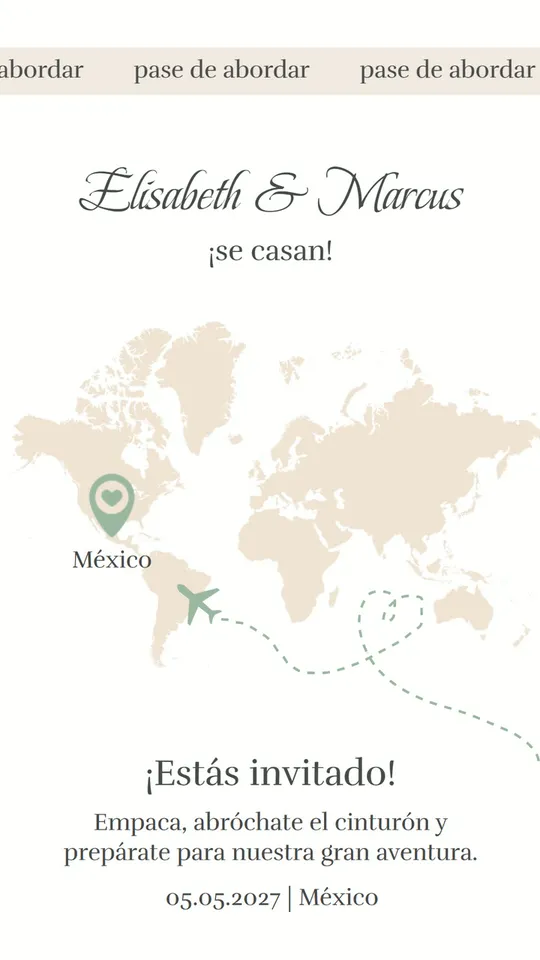 abordar pase de abordar pase de abordar
Elisabeth & Marcus
¡se casan!
México
¡Estás invitado!
Empaca, abróchate el cinturón y
prepárate para nuestra gran aventura.
05.05.2027 | México